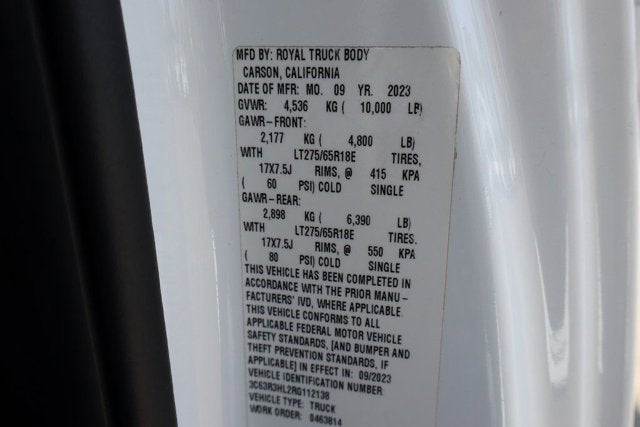 MFD BY: ROYAL TRUCK BODY
CARSON, CALIFORNIA
DATE OF MFR: MO. 09 YR. 2023
GVWR: 4,536 KG ( 10,000 LB)
GAWR-FRONT:
2,177 KG ( 4,800 LB)
WITH LT275/65R18E TIRES,
17X7.5J RIMS, @ 415 KPA
( 60 PSI) COLD SINGLE
GAWR-REAR:
2,898 KG ( 6,390 LB)
WITH LT275/65R18E TIRES.
17X7.5J RIMS, @ 550 KPA
( 80 PSI) COLD SINGLE
THIS VEHICLE HAS BEEN COMPLETED IN
ACCORDANCE WITH THE PRIOR MANU-
FACTURERS' IVD, WHERE APPLICABLE.
THIS VEHICLE CONFORMS TO ALL
APPLICABLE FEDERAL MOTOR VEHICLE
SAFETY STANDARDS, [AND BUMPER AND
THEFT PREVENTION STANDARDS, IF
APPLICABLE] IN EFFECT IN: 09/2023
VEHICLE IDENTIFICATION NUMBER:
3C63R3HL2RG112138
VEHICLE TYPE: TRUCK
WORK ORDER: 0463814